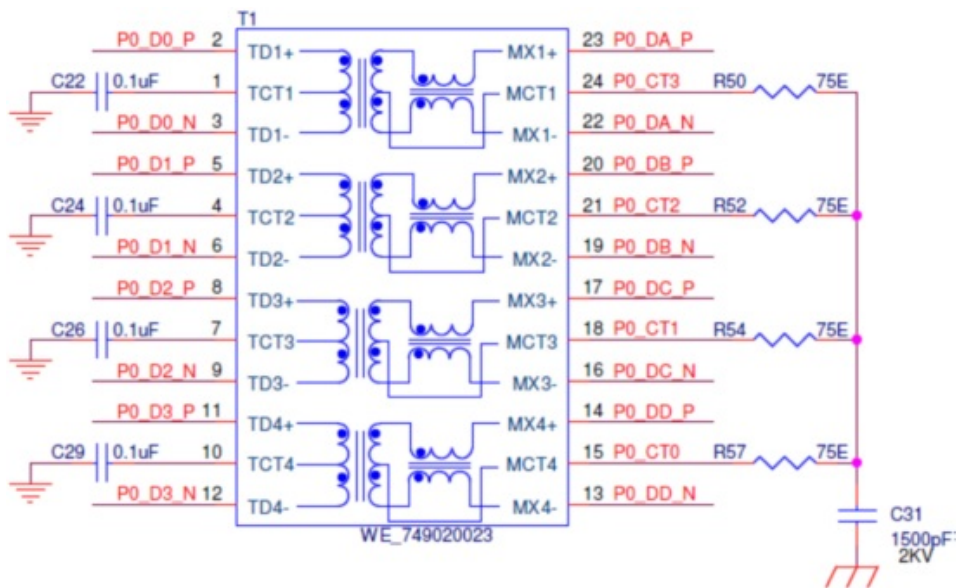 T1
P0_D0_P 2 TD1+ MX1+ 23 P0_DA_P
C22 0.1uF 1 TCT1 MCT1 24 P0_CT3 R50 75E
P0_D0_N 3 TD1- MX1- 22 P0_DA_N
P0_D1_P 5 TD2+ MX2+ 20 P0_DB_P
C24 0.1uF 4 TCT2 MCT2 21 P0_CT2 R52 75E
P0_D1_N 6 TD2- MX2- 19 P0_DB_N
P0_D2_P 8 TD3+ MX3+ 17 P0_DC_P
C26 0.1uF 7 TCT3 MCT3 18 P0_CT1 R54 75E
P0_D2_N 9 TD3- MX3- 16 P0_DC_N
P0_D3_P 11 TD4+ MX4+ 14 P0_DD_P
C29 0.1uF 10 TCT4 MCT4 15 P0_CT0 R57 75E
P0_D3_N 12 TD4- MX4- 13 P0_DD_N
WE_749020023
C31
1500pF
2KV